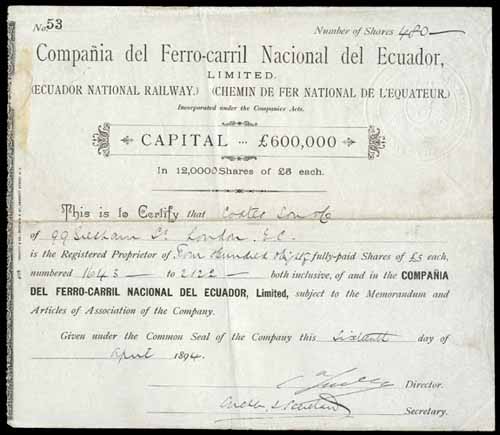 No. 53
Number of Shares 480
Compañia del Ferro-carril Nacional del Ecuador,
LIMITED.
(ECUADOR NATIONAL RAILWAY.) (CHEMIN DE FER NATIONAL DE L'EQUATEUR.)
Incorporated under the Companies Acts.
CAPITAL ... £600,000
In 12,000 Shares of £5 each.
This is to Certify that Coates Son & Co
of 99 Gresham St. London. E.C.
is the Registered Proprietor of Four Hundred Eighty fully-paid Shares of £5 each,
numbered 1643 to 2122 both inclusive, of and in the COMPAÑIA
DEL FERRO-CARRIL NACIONAL DEL ECUADOR, Limited, subject to the Memorandum and
Articles of Association of the Company.
Given under the Common Seal of the Company this Sixteenth day of
April 1894.
Director.
Secretary.